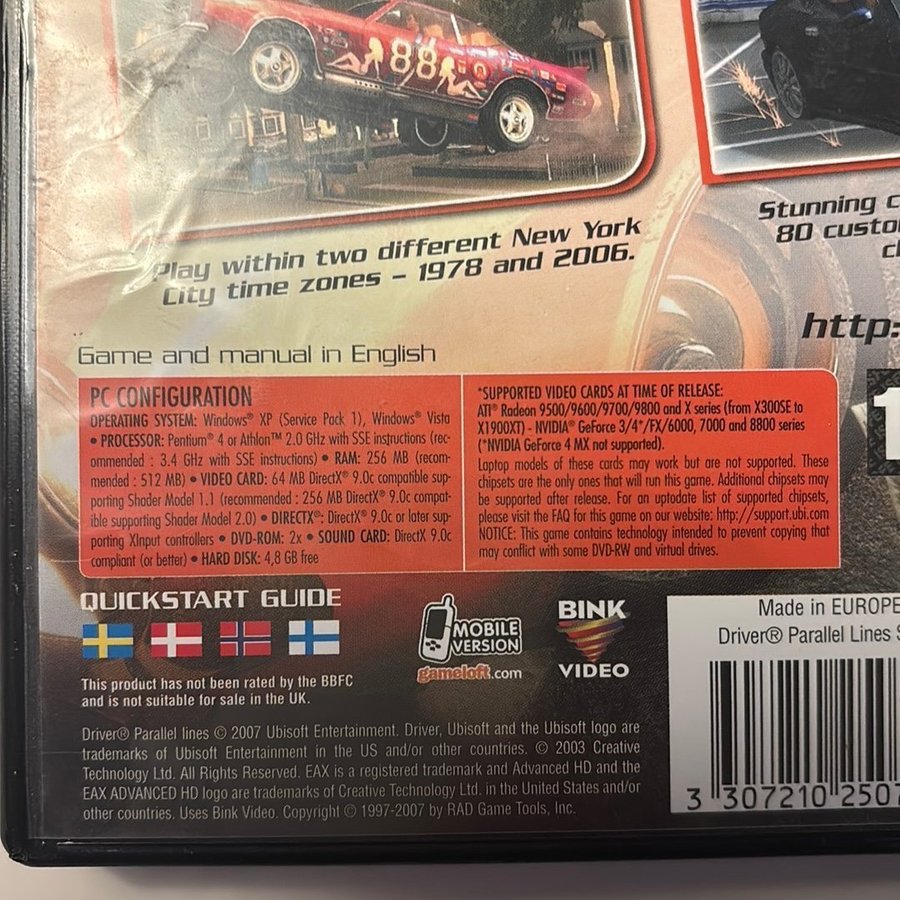 88
Play within two different New York
City time zones – 1978 and 2006.
Stunning c
80 custo
http:
Game and manual in English
PC CONFIGURATION
OPERATING SYSTEM: Windows® XP (Service Pack 1), Windows® Vista
• PROCESSOR: Pentium® 4 or Athlon™ 2.0 GHz with SSE instructions (rec-
ommended : 3.4 GHz with SSE instructions) • RAM: 256 MB (recom-
mended : 512 MB) • VIDEO CARD: 64 MB DirectX® 9.0c compatible sup-
porting Shader Model 1.1 (recommended : 256 MB DirectX® 9.0c compat-
ible supporting Shader Model 2.0) • DIRECTX®: DirectX® 9.0c or later sup-
porting XInput controllers • DVD-ROM: 2x • SOUND CARD: DirectX 9.0c
compliant (or better) • HARD DISK: 4,8 GB free
*SUPPORTED VIDEO CARDS AT TIME OF RELEASE:
ATI® Radeon 9500/9600/9700/9800 and X series (from X300SE to
X1900XT) - NVIDIA® GeForce 3/4*/FX/6000, 7000 and 8800 series
(*NVIDIA GeForce 4 MX not supported).
Laptop models of these cards may work but are not supported. These
chipsets are the only ones that will run this game. Additional chipsets may
be supported after release. For an uptodate list of supported chipsets,
please visit the FAQ for this game on our website: http://support.ubi.com
NOTICE: This game contains technology intended to prevent copying that
may conflict with some DVD-RW and virtual drives.
1
QUICKSTART GUIDE
MOBILE
VERSION
gameloft.com
BINK
VIDEO
This product has not been rated by the BBFC
and is not suitable for sale in the UK.
Made in EUROPE
Driver® Parallel Lines S
Driver® Parallel lines © 2007 Ubisoft Entertainment. Driver, Ubisoft and the Ubisoft logo are
trademarks of Ubisoft Entertainment in the US and/or other countries. © 2003 Creative
Technology Ltd. All Rights Reserved. EAX is a registered trademark and Advanced HD and the
EAX ADVANCED HD logo are trademarks of Creative Technology Ltd. in the United States and/or
other countries. Uses Bink Video. Copyright © 1997-2007 by RAD Game Tools, Inc.
3 307210 2507